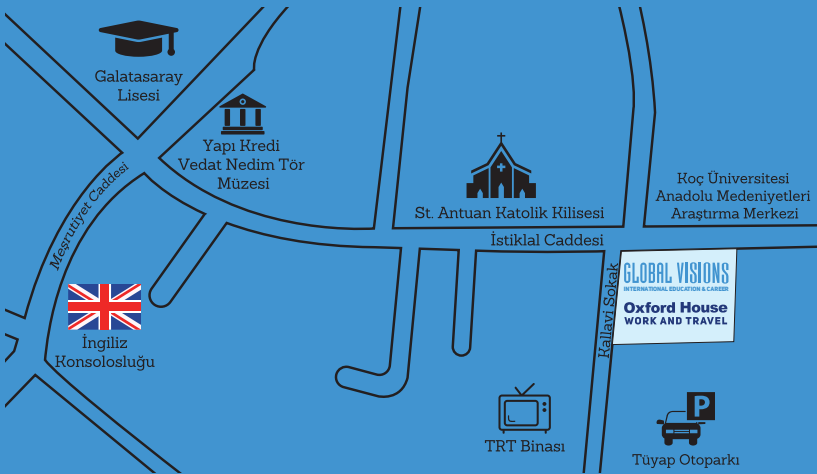 Galatasaray
Lisesi
Yapı Kredi
Vedat Nedim Tör
Müzesi
Meşrutiyet Caddesi
St. Antuan Katolik Kilisesi
Koç Üniversitesi
Anadolu Medeniyetleri
Araştırma Merkezi
İstiklal Caddesi
Kallavi Sokak
GLOBAL VISIONS
INTERNATIONAL EDUCATION & CAREER
Oxford House
WORK AND TRAVEL
İngiliz
Konsolosluğu
TRT Binası
P
Tüyap Otoparkı